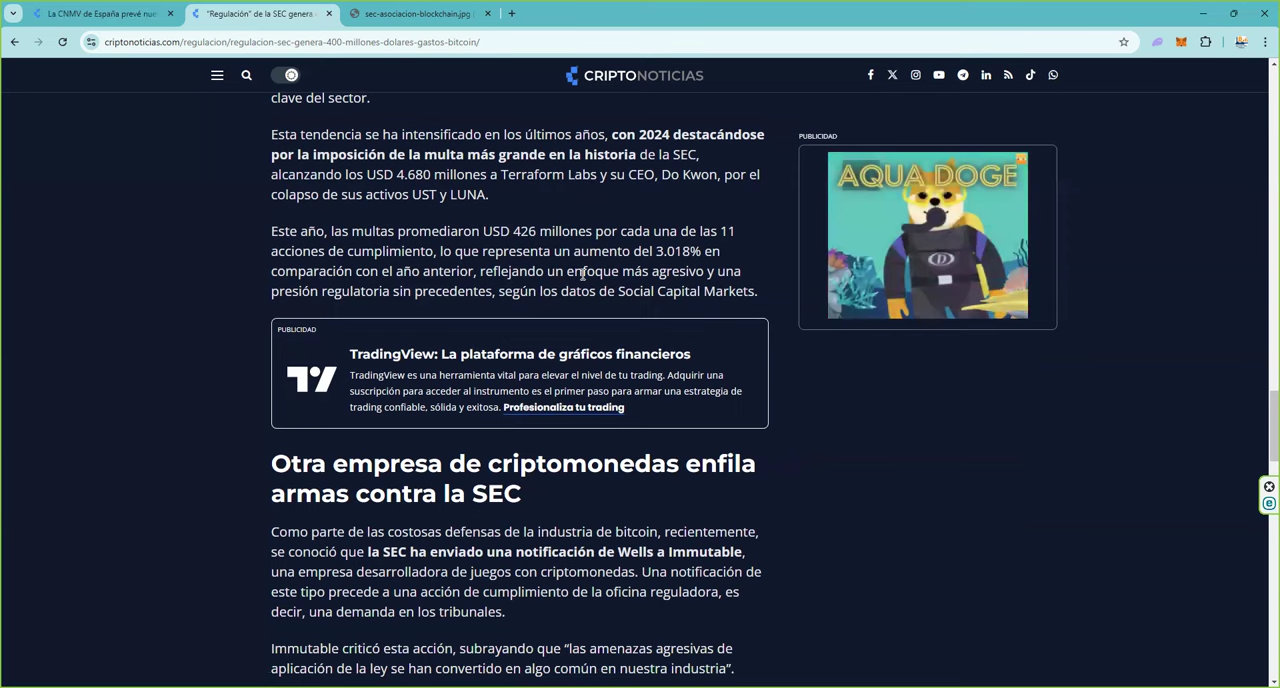 La CNMV de España prevé nue
"Regulación" de la SEC genera
sec-asociacion-blockchain.jpg
criptonoticias.com/regulacion/regulacion-sec-genera-400-millones-dolares-gastos-bitcoin/
CRIPTONOTICIAS
clave del sector.
Esta tendencia se ha intensificado en los últimos años, con 2024 destacándose
por la imposición de la multa más grande en la historia de la SEC,
alcanzando los USD 4.680 millones a Terraform Labs y su CEO, Do Kwon, por el
colapso de sus activos UST y LUNA.
Este año, las multas promediaron USD 426 millones por cada una de las 11
acciones de cumplimiento, lo que representa un aumento del 3.018% en
comparación con el año anterior, reflejando un enfoque más agresivo y una
presión regulatoria sin precedentes, según los datos de Social Capital Markets.
PUBLICIDAD
TradingView: La plataforma de gráficos financieros
TradingView es una herramienta vital para elevar el nivel de tu trading. Adquirir una
suscripción para acceder al instrumento es el primer paso para armar una estrategia de
trading confiable, sólida y exitosa. Profesionaliza tu trading
Otra empresa de criptomonedas enfila
armas contra la SEC
Como parte de las costosas defensas de la industria de bitcoin, recientemente,
se conoció que la SEC ha enviado una notificación de Wells a Immutable,
una empresa desarrolladora de juegos con criptomonedas. Una notificación de
este tipo precede a una acción de cumplimiento de la oficina reguladora, es
decir, una demanda en los tribunales.
Immutable criticó esta acción, subrayando que “las amenazas agresivas de
aplicación de la ley se han convertido en algo común en nuestra industria”.
PUBLICIDAD
AQUA DOGE